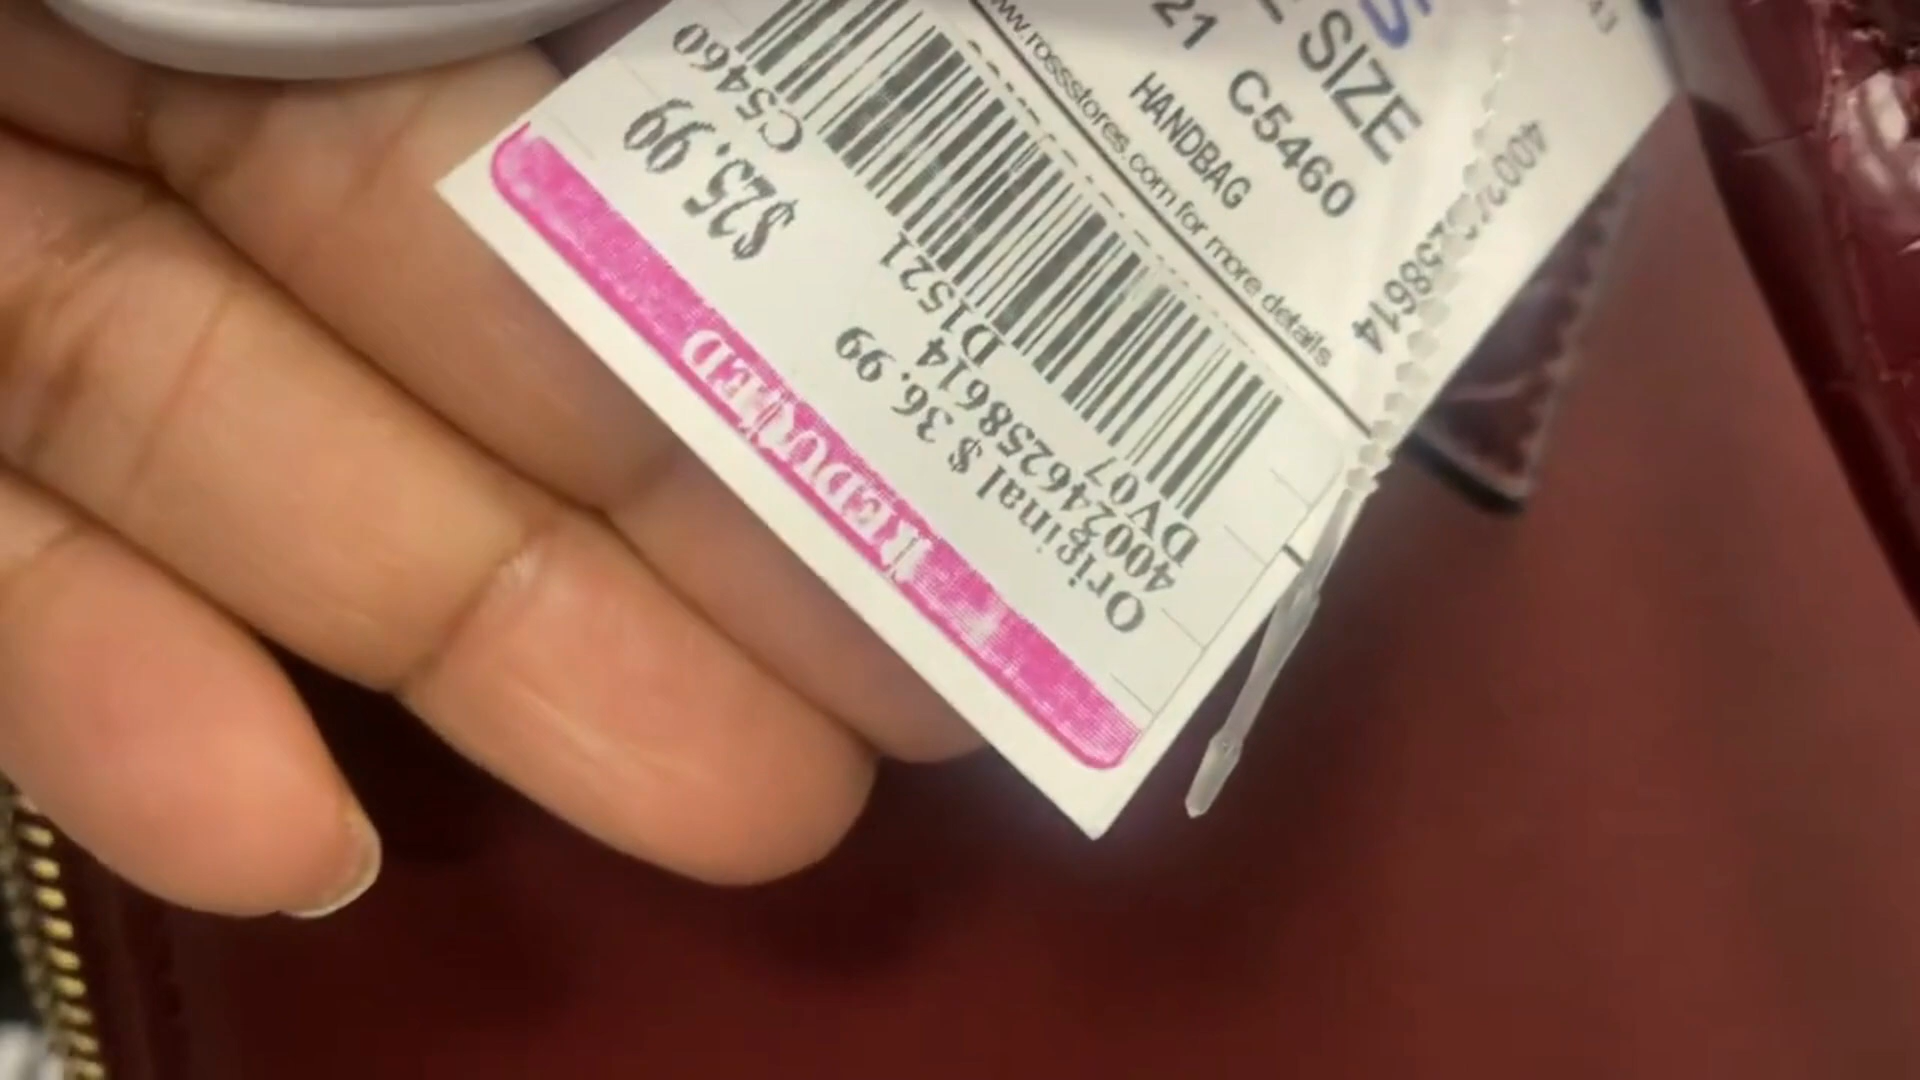 SIZE
21 C5460
HANDBAG
www.rossstores.com for more details
400246258614
DV07 D1521 C5460
400246258614
Original $ 36.99 $25.99
REDUCED